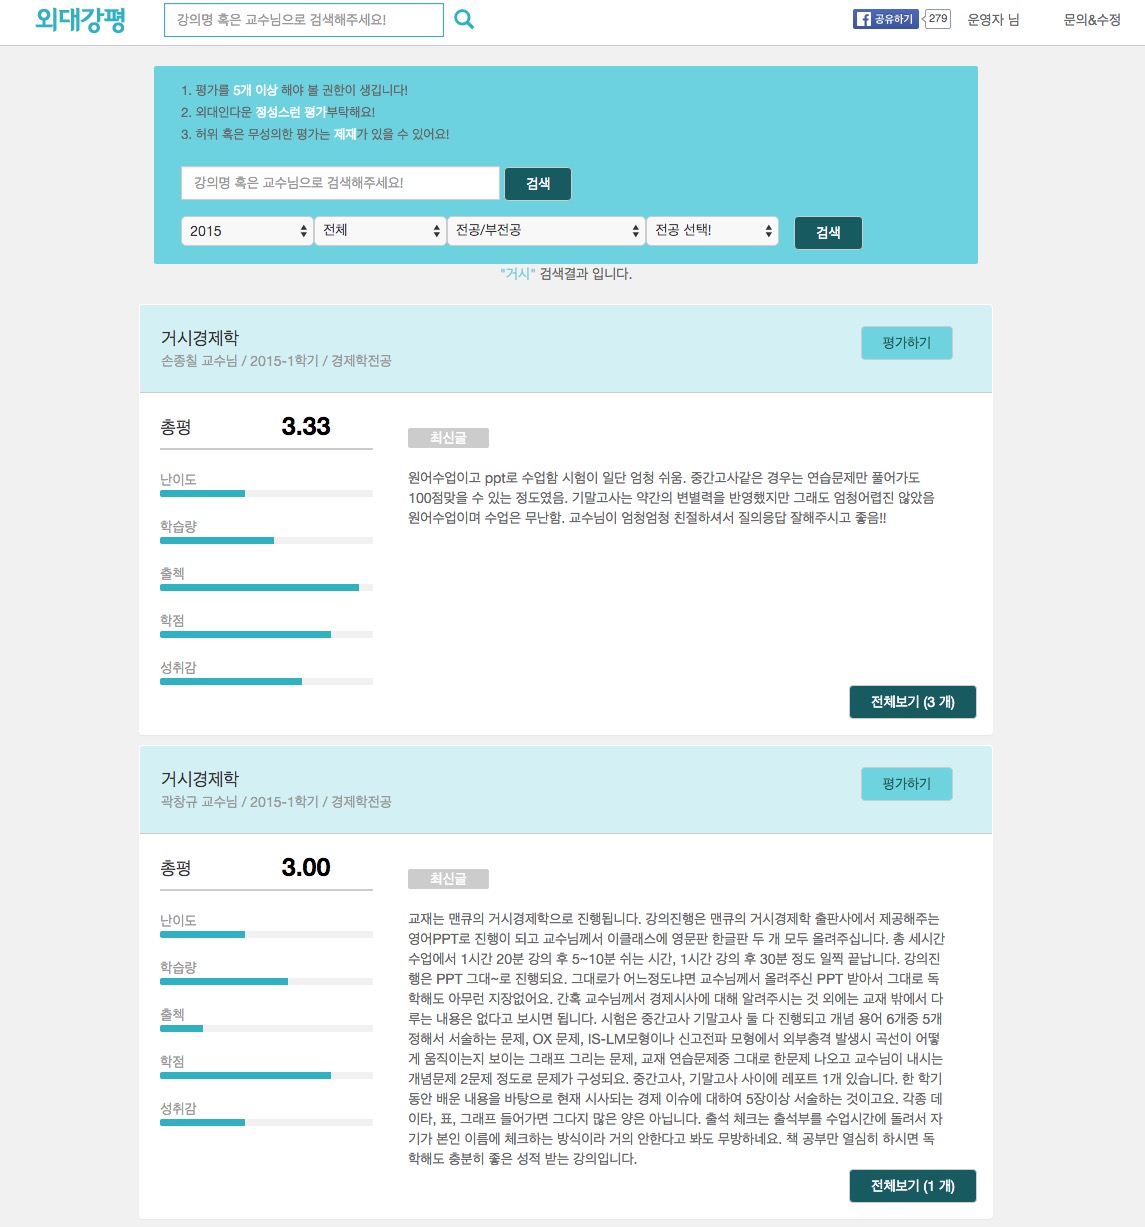 외대강평
강의명 혹은 교수님으로 검색해주세요!
공유하기 279
운영자 님
문의&수정
1. 평가를 5개 이상 해야 볼 권한이 생깁니다!
2. 외대인다운 정성스런 평가부탁해요!
3. 허위 혹은 무성의한 평가는 제재가 있을 수 있어요!
강의명 혹은 교수님으로 검색해주세요!
검색
2015 전체 전공/부전공 전공 선택! 검색
"거시" 검색결과 입니다.
거시경제학
손종칠 교수님 / 2015-1학기 / 경제학전공
평가하기
총평 3.33
난이도
학습량
출첵
학점
성취감
최신글
원어수업이고 ppt로 수업함 시험이 일단 엄청 쉬움. 중간고사같은 경우는 연습문제만 풀어가도
100점맞을 수 있는 정도였음. 기말고사는 약간의 변별력을 반영했지만 그래도 엄청어렵진 않았음
원어수업이며 수업은 무난함. 교수님이 엄청엄청 친절하셔서 질의응답 잘해주시고 좋음!!
전체보기 (3 개)
거시경제학
곽창규 교수님 / 2015-1학기 / 경제학전공
평가하기
총평 3.00
난이도
학습량
출첵
학점
성취감
최신글
교재는 맨큐의 거시경제학으로 진행됩니다. 강의진행은 맨큐의 거시경제학 출판사에서 제공해주는
영어PPT로 진행이 되고 교수님께서 이클래스에 영문판 한글판 두 개 모두 올려주십니다. 총 세시간
수업에서 1시간 20분 강의 후 5~10분 쉬는 시간, 1시간 강의 후 30분 정도 일찍 끝납니다. 강의진
행은 PPT 그대~로 진행되요. 그대로가 어느정도냐면 교수님께서 올려주신 PPT 받아서 그대로 독
학해도 아무런 지장없어요. 간혹 교수님께서 경제시사에 대해 알려주시는 것 외에는 교재 밖에서 다
루는 내용은 없다고 보시면 됩니다. 시험은 중간고사 기말고사 둘 다 진행되고 개념 용어 6개중 5개
정해서 서술하는 문제, OX 문제, IS-LM모형이나 신고전파 모형에서 외부충격 발생시 곡선이 어떻
게 움직이는지 보이는 그래프 그리는 문제, 교재 연습문제중 그대로 한문제 나오고 교수님이 내시는
개념문제 2문제 정도로 문제가 구성되요. 중간고사, 기말고사 사이에 레포트 1개 있습니다. 한 학기
동안 배운 내용을 바탕으로 현재 시사되는 경제 이슈에 대하여 5장이상 서술하는 것이고요. 각종 데
이타, 표, 그래프 들어가면 그다지 많은 양은 아닙니다. 출석 체크는 출석부를 수업시간에 돌려서 자
기가 본인 이름에 체크하는 방식이라 거의 안한다고 봐도 무방하네요. 책 공부만 열심히 하시면 독
학해도 충분히 좋은 성적 받는 강의입니다.
전체보기 (1 개)